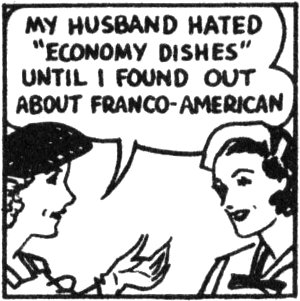 MY HUSBAND HATED
"ECONOMY DISHES"
UNTIL I FOUND OUT
ABOUT FRANCO-AMERICAN